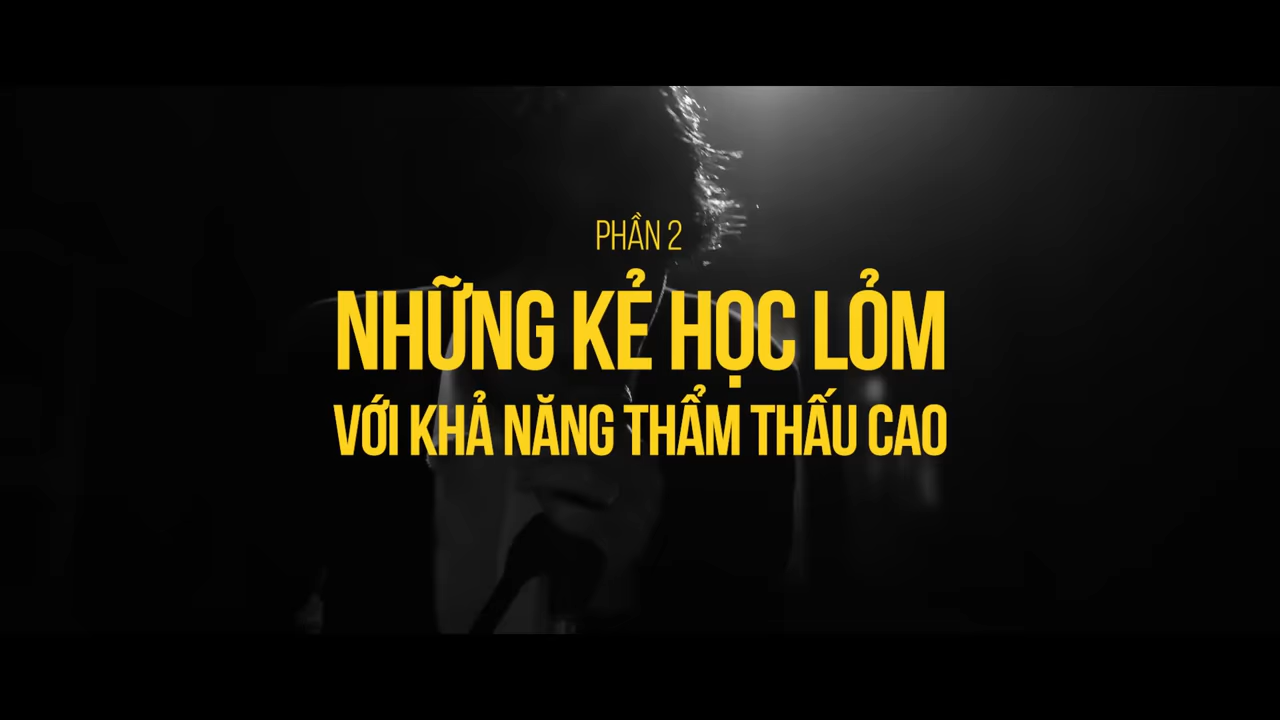 PHẦN 2
NHỮNG KẺ HỌC LỎM
VỚI KHẢ NĂNG THẨM THẤU CAO